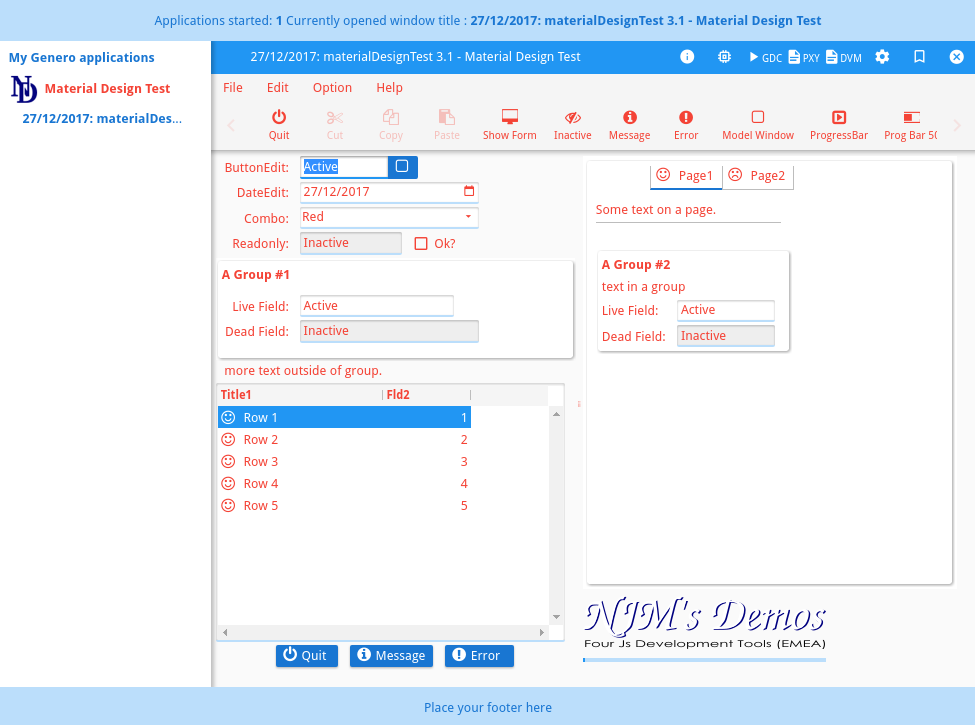 Applications started: 1 Currently opened window title : 27/12/2017: materialDesignTest 3.1 - Material Design Test
My Genero applications
Material Design Test
27/12/2017: materialDes...
27/12/2017: materialDesignTest 3.1 - Material Design Test
GDC PXY DVM
File Edit Option Help
Quit Cut Copy Paste Show Form Inactive Message Error Model Window ProgressBar Prog Bar 50
ButtonEdit: Active
DateEdit: 27/12/2017
Combo: Red
Readonly: Inactive Ok?
A Group #1
Live Field: Active
Dead Field: Inactive
more text outside of group.
Title1 Fld2
Row 1 1
Row 2 2
Row 3 3
Row 4 4
Row 5 5
Quit Message Error
Page1 Page2
Some text on a page.
A Group #2
text in a group
Live Field: Active
Dead Field: Inactive
NJM's Demos
Four Js Development Tools (EMEA)
Place your footer here